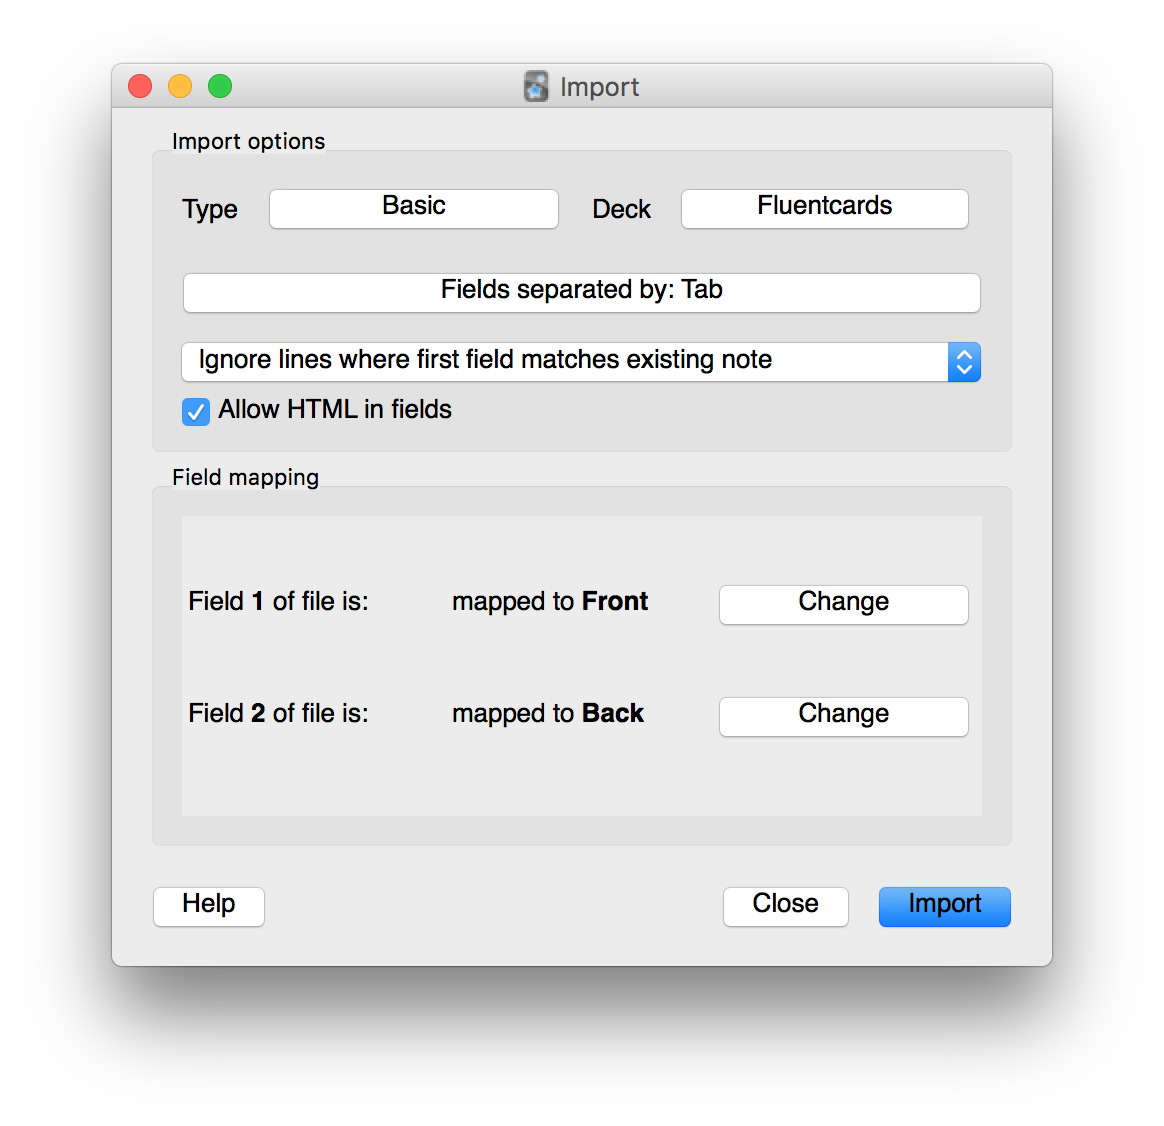 Import
Import options
Type Basic Deck Fluentcards
Fields separated by: Tab
Ignore lines where first field matches existing note
Allow HTML in fields
Field mapping
Field 1 of file is: mapped to Front Change
Field 2 of file is: mapped to Back Change
Help Close Import